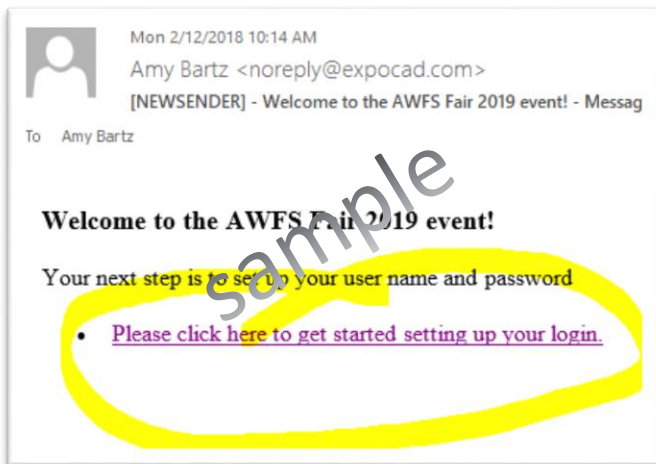 Mon 2/12/2018 10:14 AM
Amy Bartz <noreply@expocad.com>
[NEWSENDER] - Welcome to the AWFS Fair 2019 event! - Messag
To Amy Bartz
Welcome to the AWFS Fair 2019 event!
sample
Your next step is to set up your user name and password
• Please click here to get started setting up your login.